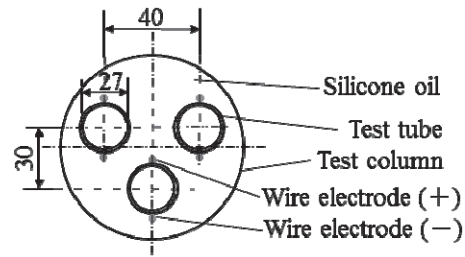 40
27
Silicone oil
Test tube
30
Test column
Wire electrode (+)
Wire electrode (−)